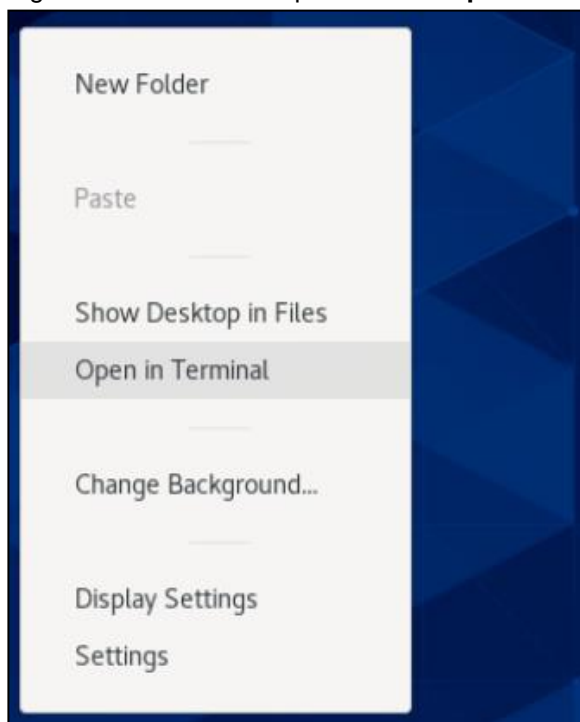 New Folder
Paste
Show Desktop in Files
Open in Terminal
Change Background...
Display Settings
Settings